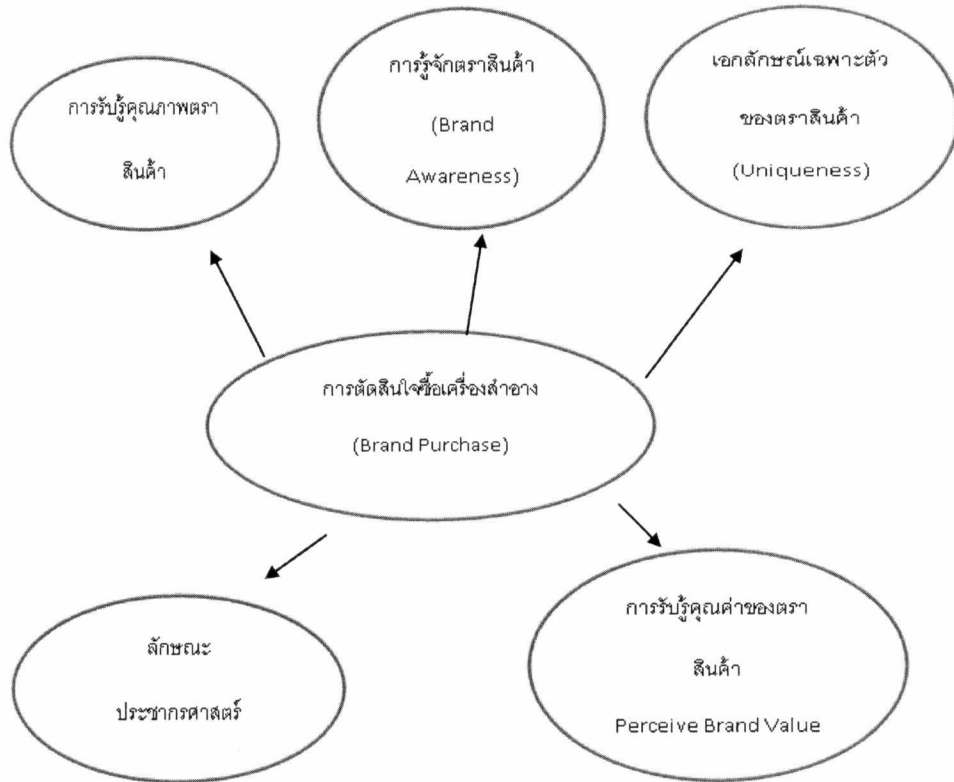 การรับรู้คุณภาพตรา
สินค้า
การรู้จักตราสินค้า
(Brand
Awareness)
เอกลักษณ์เฉพาะตัว
ของตราสินค้า
(Uniqueness)
การตัดสินใจซื้อเครื่องสำอาง
(Brand Purchase)
ลักษณะ
ประชากรศาสตร์
การรับรู้คุณค่าของตรา
สินค้า
Perceive Brand Value